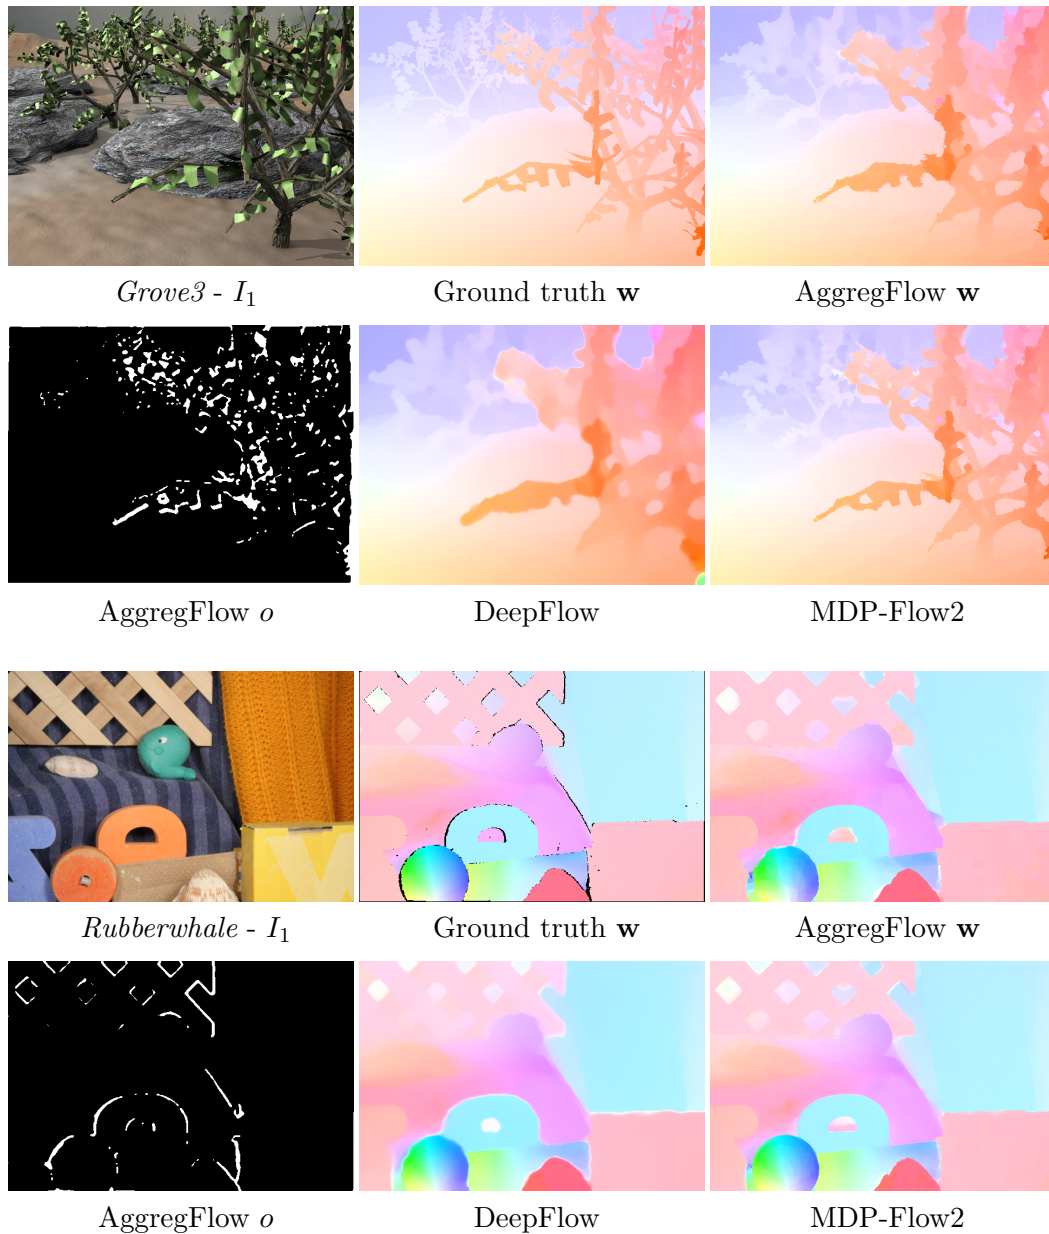 Grove3 - I1
Ground truth w
AggregFlow w
AggregFlow o
DeepFlow
MDP-Flow2
Rubberwhale - I1
Ground truth w
AggregFlow w
AggregFlow o
DeepFlow
MDP-Flow2